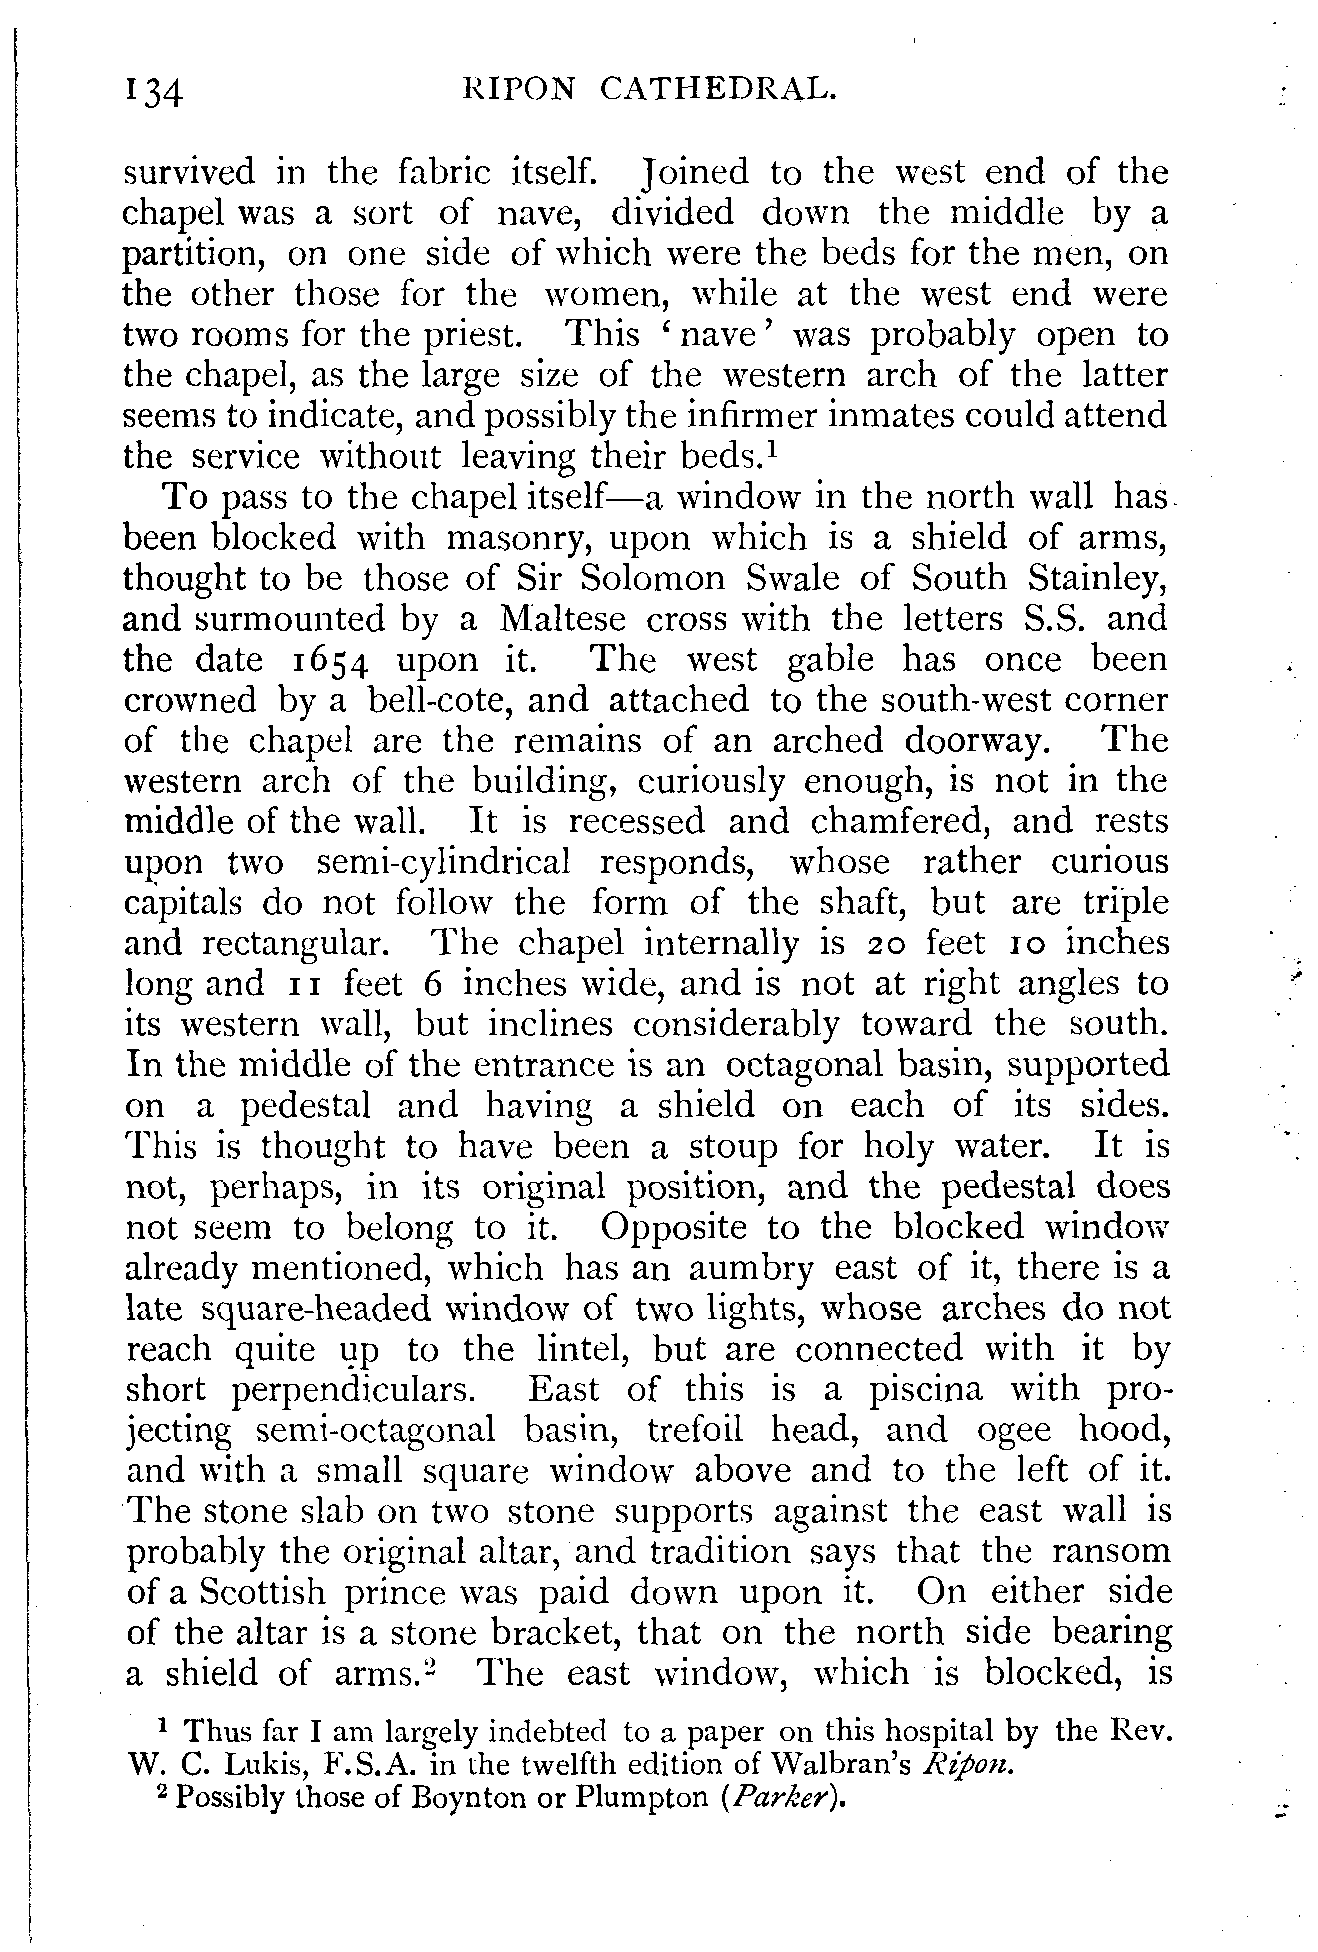 134 RIPON CATHEDRAL.
survived in the fabric itself. Joined to the west end of the
chapel was a sort of nave, divided down the middle by a
partition, on one side of which were the beds for the men, on
the other those for the women, while at the west end were
two rooms for the priest. This ‘nave’ was probably open to
the chapel, as the large size of the western arch of the latter
seems to indicate, and possibly the infirmer inmates could attend
the service without leaving their beds.¹
To pass to the chapel itself—a window in the north wall has
been blocked with masonry, upon which is a shield of arms,
thought to be those of Sir Solomon Swale of South Stainley,
and surmounted by a Maltese cross with the letters S.S. and
the date 1654 upon it. The west gable has once been
crowned by a bell-cote, and attached to the south-west corner
of the chapel are the remains of an arched doorway. The
western arch of the building, curiously enough, is not in the
middle of the wall. It is recessed and chamfered, and rests
upon two semi-cylindrical responds, whose rather curious
capitals do not follow the form of the shaft, but are triple
and rectangular. The chapel internally is 20 feet 10 inches
long and 11 feet 6 inches wide, and is not at right angles to
its western wall, but inclines considerably toward the south.
In the middle of the entrance is an octagonal basin, supported
on a pedestal and having a shield on each of its sides.
This is thought to have been a stoup for holy water. It is
not, perhaps, in its original position, and the pedestal does
not seem to belong to it. Opposite to the blocked window
already mentioned, which has an aumbry east of it, there is a
late square-headed window of two lights, whose arches do not
reach quite up to the lintel, but are connected with it by
short perpendiculars. East of this is a piscina with pro-
jecting semi-octagonal basin, trefoil head, and ogee hood,
and with a small square window above and to the left of it.
The stone slab on two stone supports against the east wall is
probably the original altar, and tradition says that the ransom
of a Scottish prince was paid down upon it. On either side
of the altar is a stone bracket, that on the north side bearing
a shield of arms.² The east window, which is blocked, is
¹ Thus far I am largely indebted to a paper on this hospital by the Rev.
W. C. Lukis, F.S.A. in the twelfth edition of Walbran’s Ripon.
² Possibly those of Boynton or Plumpton (Parker).